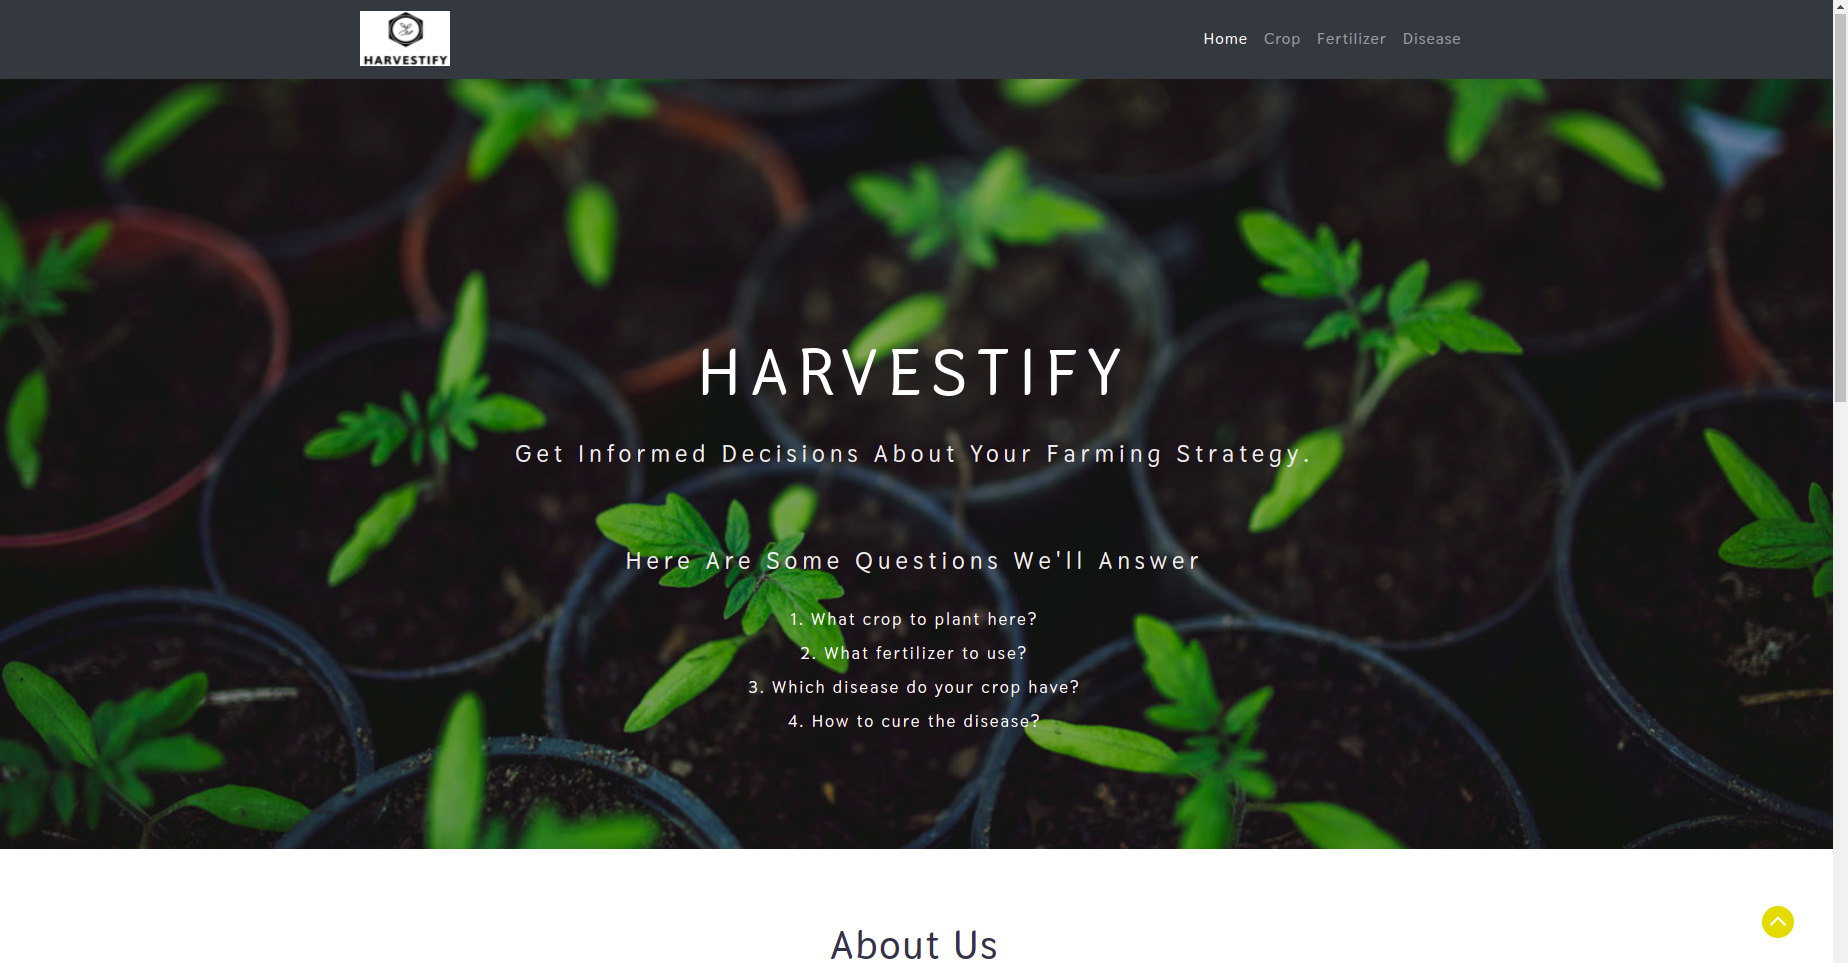 HARVESTIFY
Home Crop Fertilizer Disease
HARVESTIFY
Get Informed Decisions About Your Farming Strategy.
Here Are Some Questions We'll Answer
1. What crop to plant here?
2. What fertilizer to use?
3. Which disease do your crop have?
4. How to cure the disease?
About Us